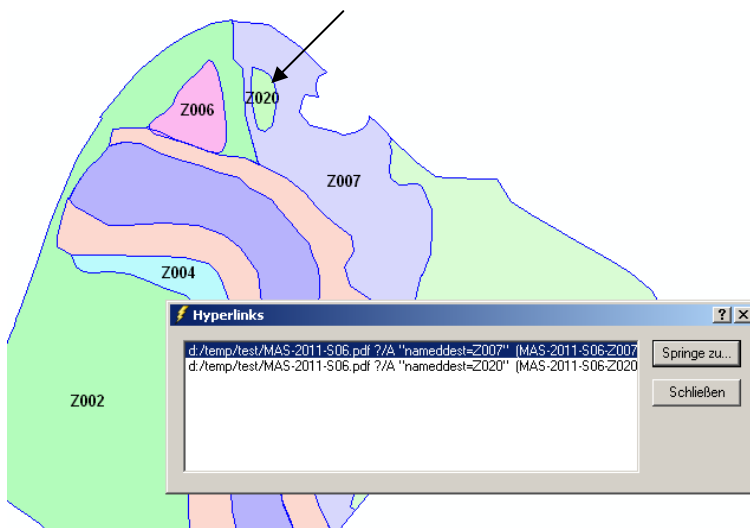 Z020
Z006
Z007
Z004
Z002
Hyperlinks
d:/temp/test/MAS-2011-S06.pdf ?/A "nameddest=Z007" (MAS-2011-S06-Z007
d:/temp/test/MAS-2011-S06.pdf ?/A "nameddest=Z020" (MAS-2011-S06-Z020
Springe zu...
Schließen